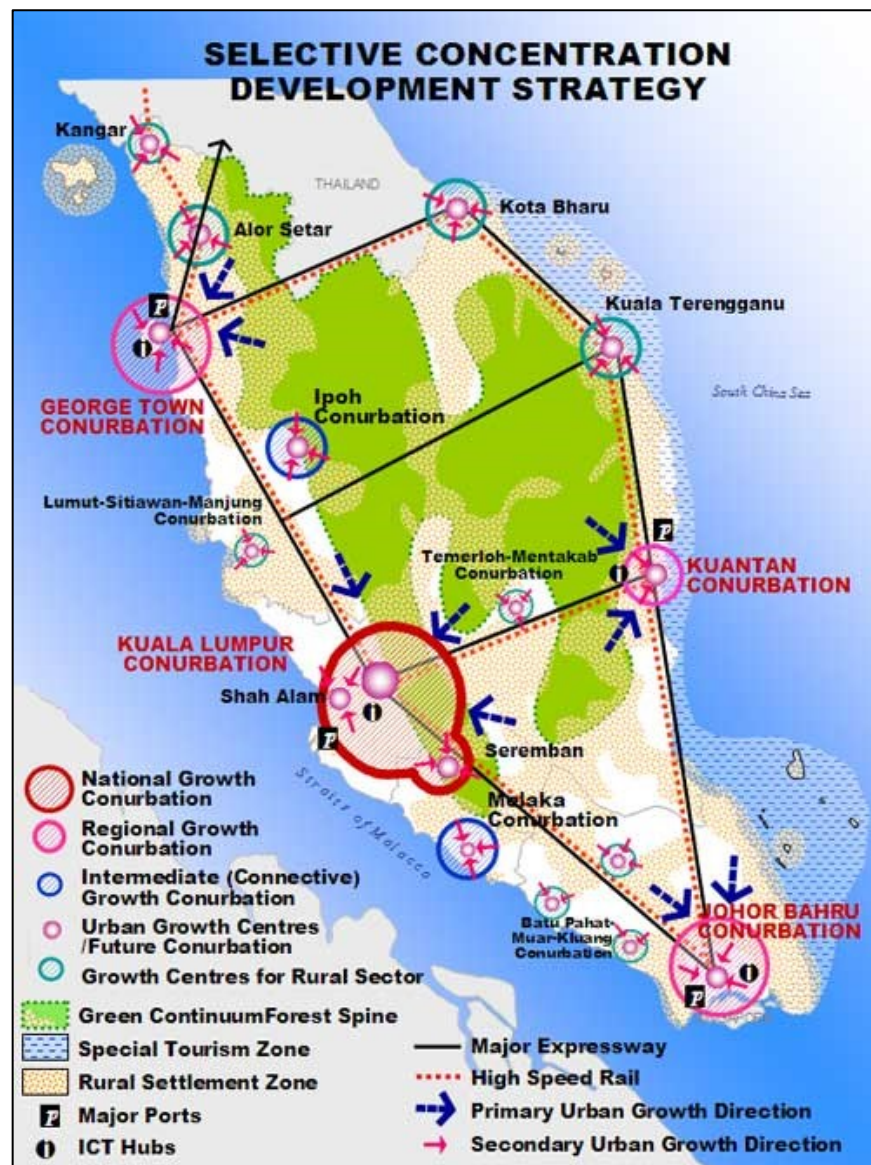 SELECTIVE CONCENTRATION
DEVELOPMENT STRATEGY
Kangar
THAILAND
Kota Bharu
Alor Setar
Kuala Terengganu
P
GEORGE TOWN
CONURBATION
Ipoh
Conurbation
South China Sea
Lumut-Sitiawan-Manjung
Conurbation
P
Temerloh-Mentakab
Conurbation
KUANTAN
CONURBATION
KUALA LUMPUR
CONURBATION
Shah Alam
P
Seremban
Straits of Malacca
Melaka
Conurbation
JOHOR BAHRU
CONURBATION
Batu Pahat-
Muar-Kluang
Conurbation
P
National Growth
Conurbation
Regional Growth
Conurbation
Intermediate (Connective)
Growth Conurbation
Urban Growth Centres
/Future Conurbation
Growth Centres for Rural Sector
Green ContinuumForest Spine
Special Tourism Zone
Rural Settlement Zone
P Major Ports
ICT Hubs
Major Expressway
High Speed Rail
Primary Urban Growth Direction
Secondary Urban Growth Direction